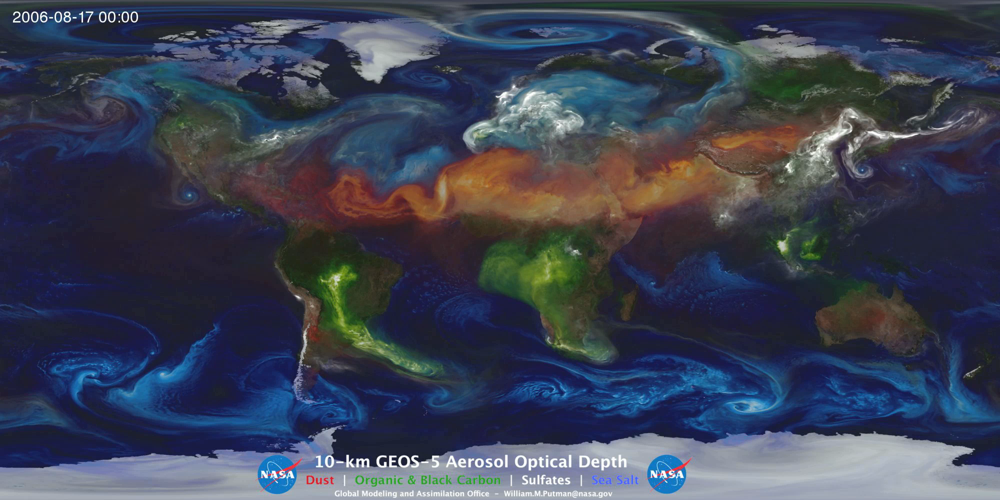 2006-08-17 00:00
10-km GEOS-5 Aerosol Optical Depth
NASA
NASA
Dust | Organic & Black Carbon | Sulfates | Sea Salt
Global Modeling and Assimilation Office - William.M.Putman@nasa.gov